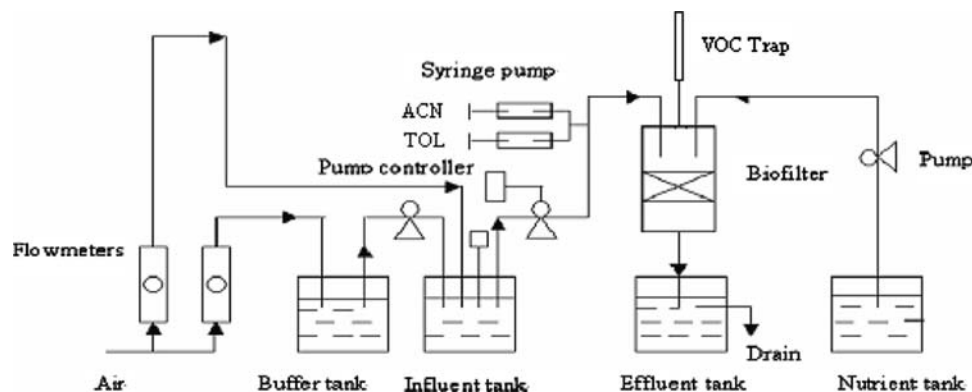 VOC Trap
Syringe pump
ACN
TOL
Pump controller
Biofilter
Pump
Flowmeters
Drain
Air
Buffer tank
Influent tank
Effluent tank
Nutrient tank